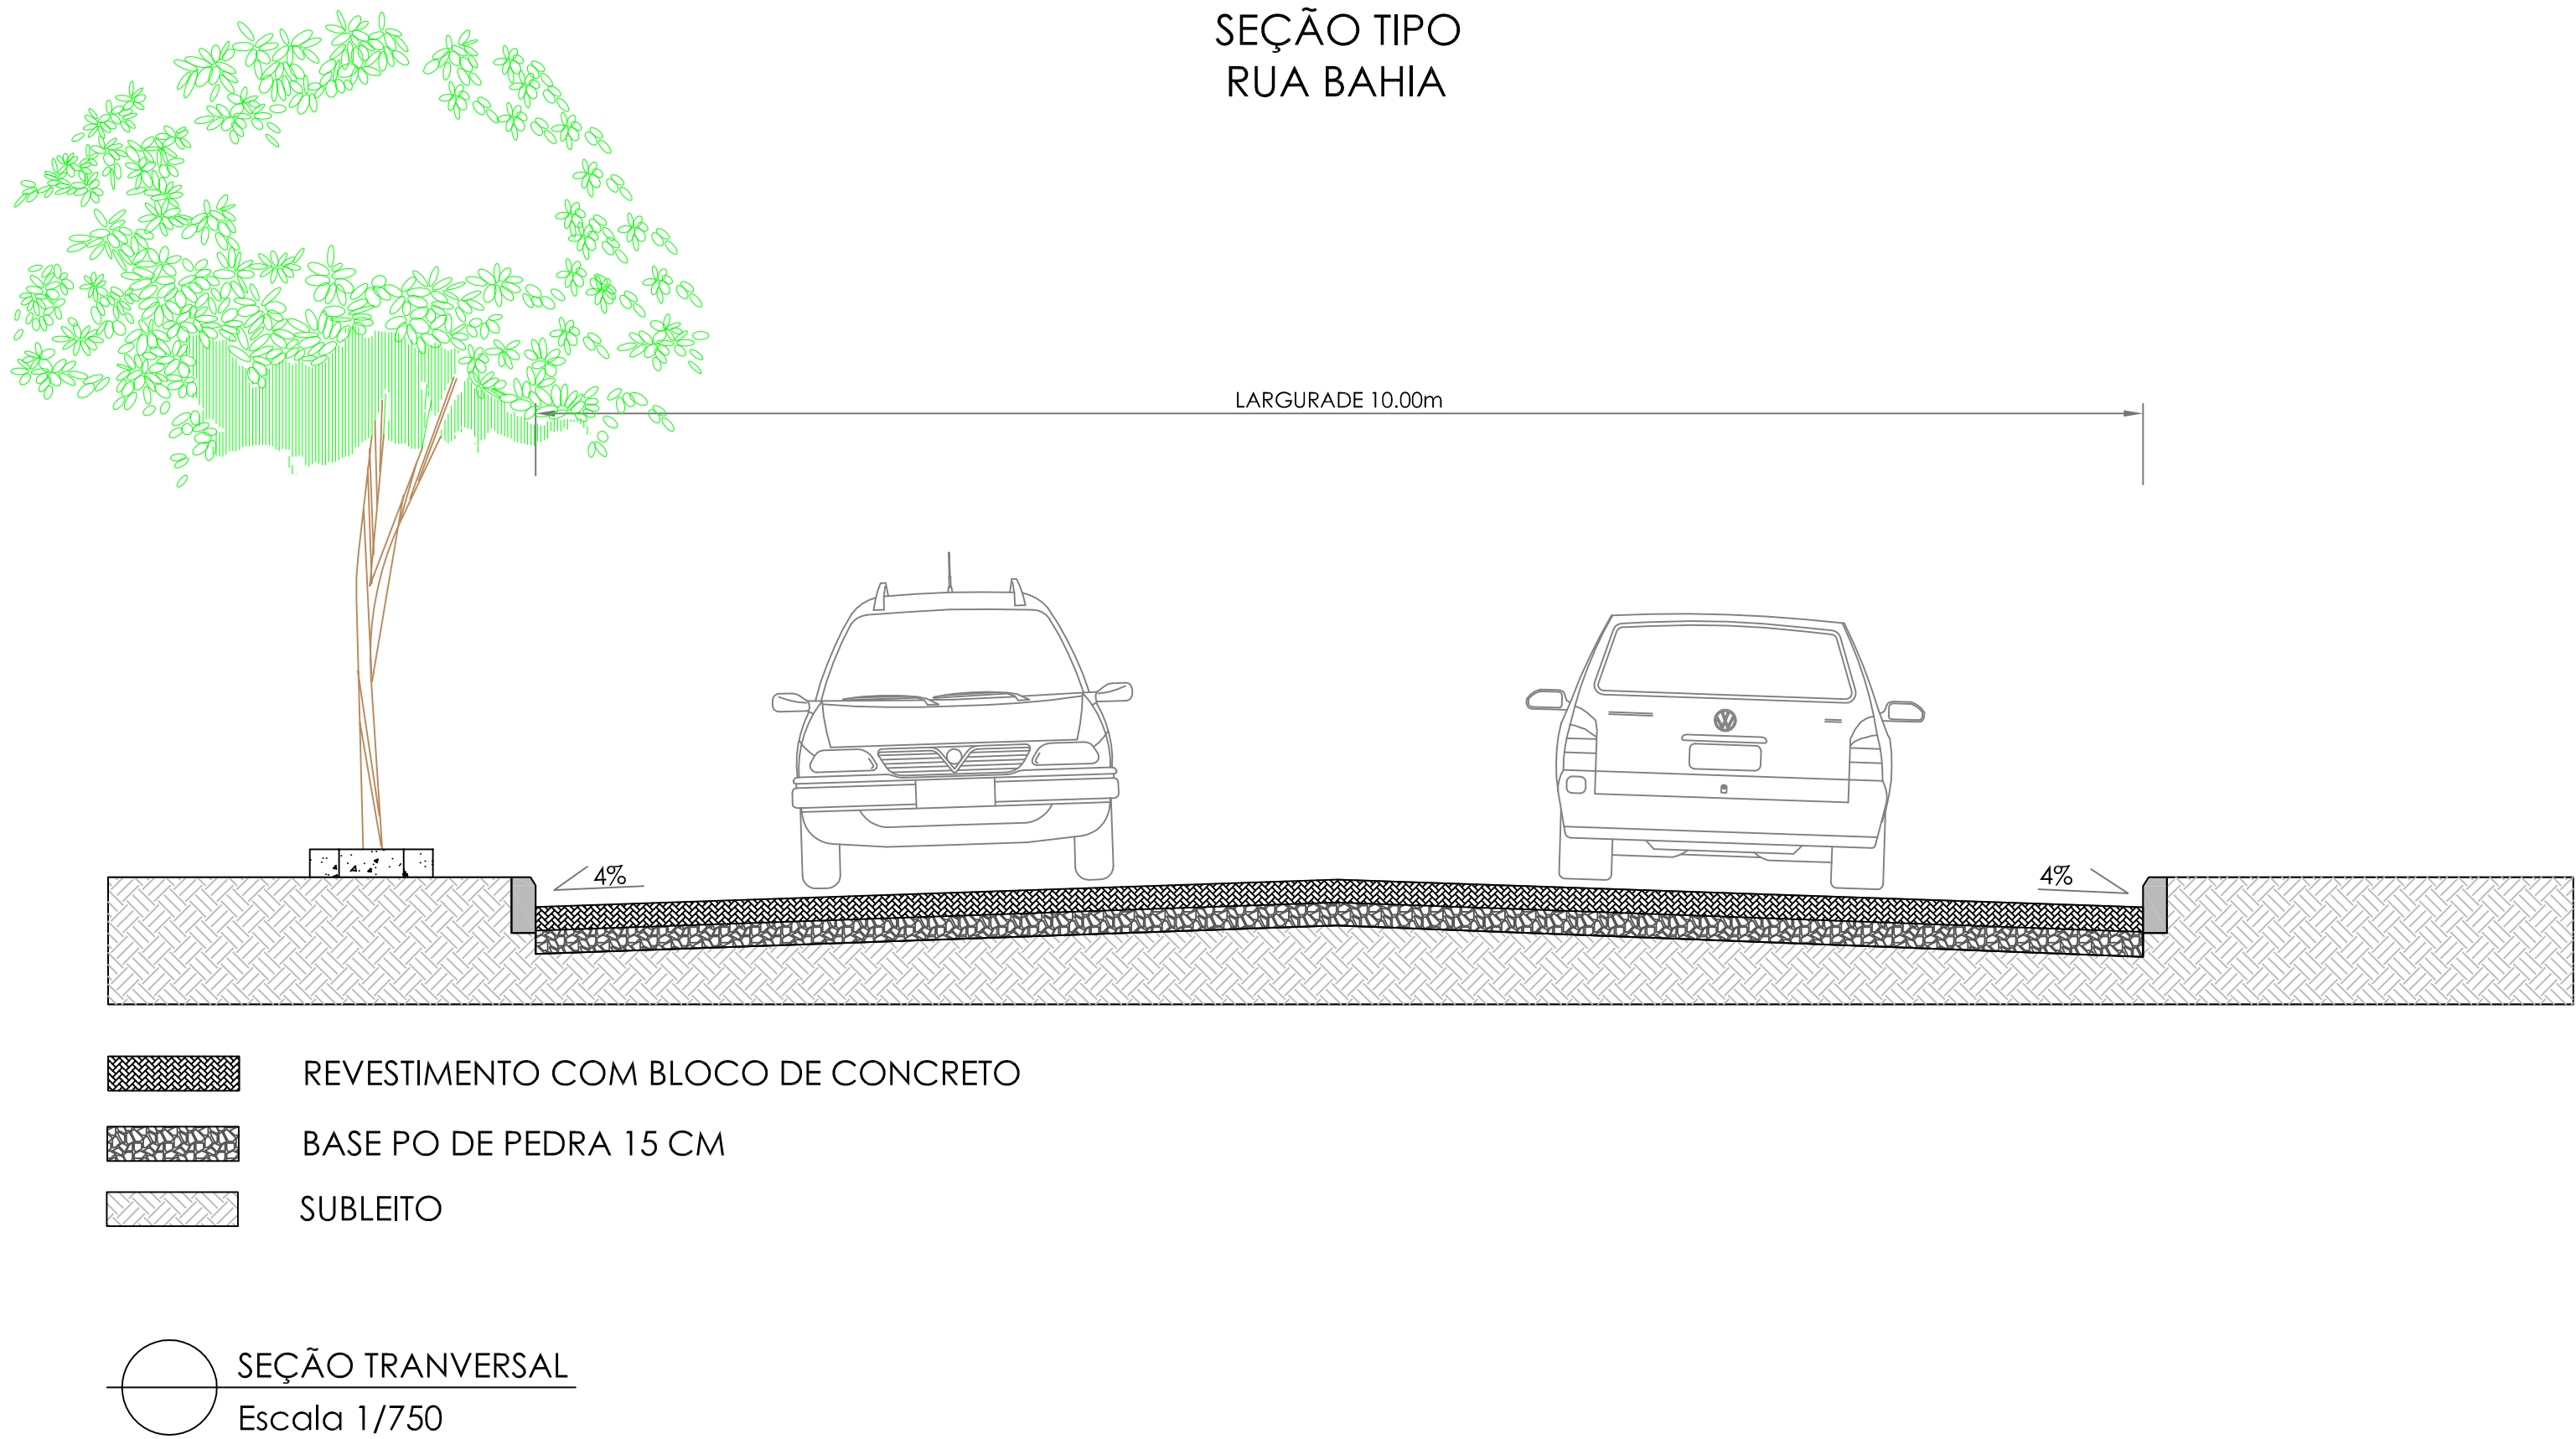 SEÇÃO TIPO
RUA BAHIA
LARGURADE 10.00m
4%
4%
REVESTIMENTO COM BLOCO DE CONCRETO
BASE PO DE PEDRA 15 CM
SUBLEITO
SEÇÃO TRANVERSAL
Escala 1/750